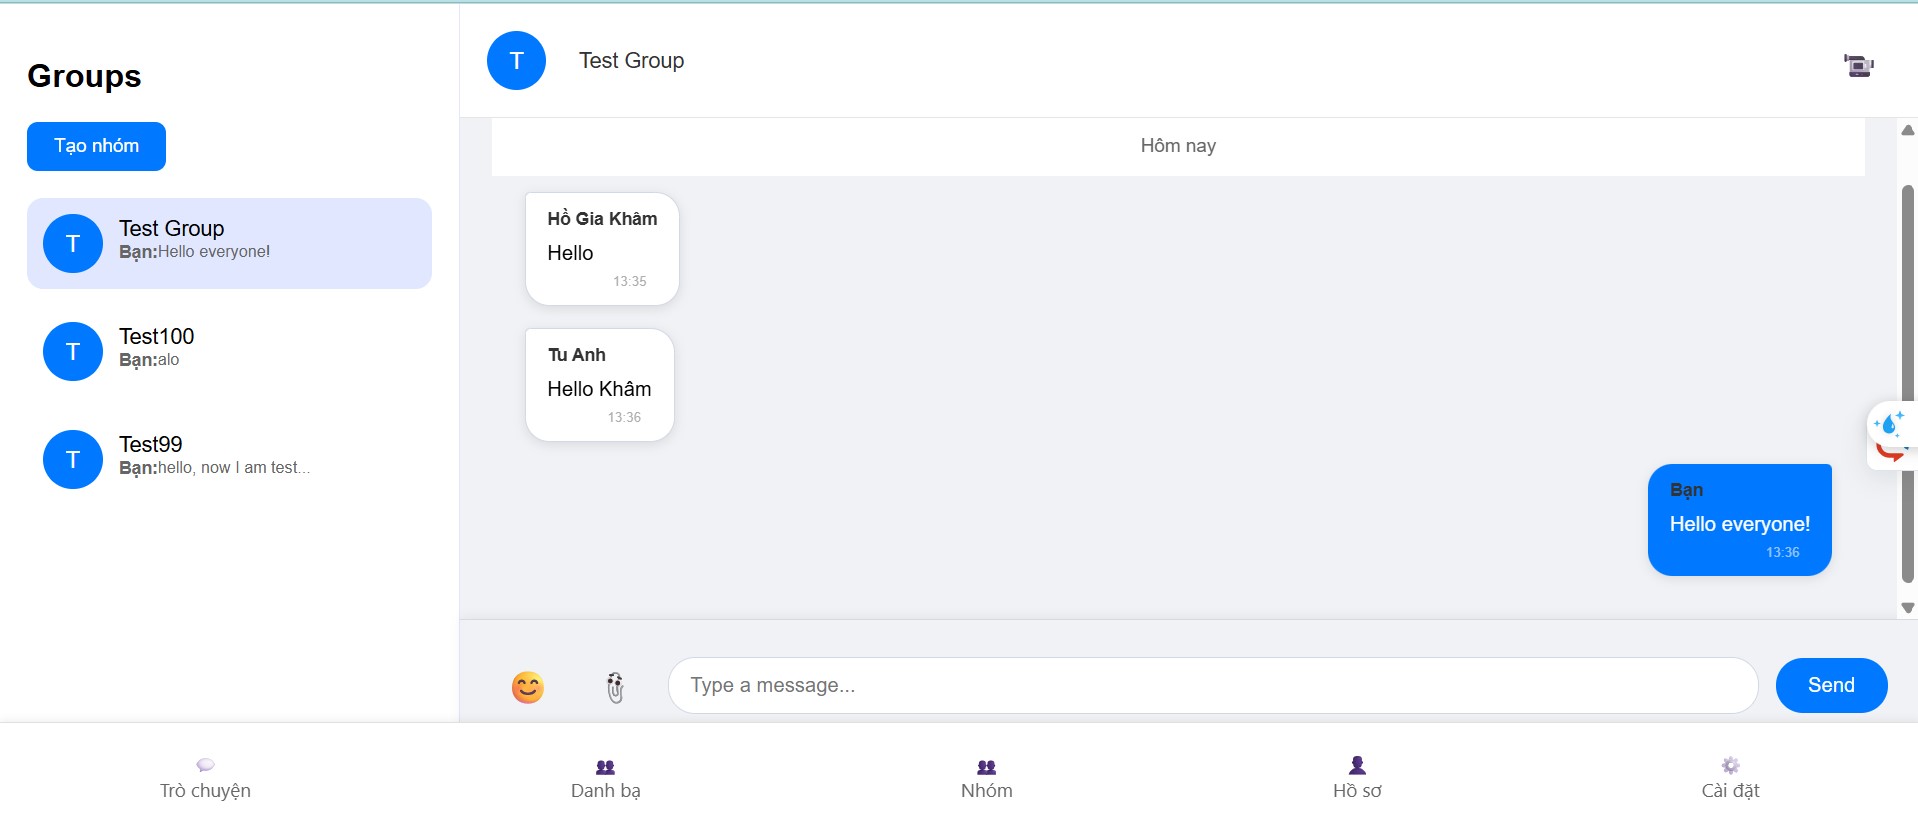 Groups
Tạo nhóm
T
Test Group
Bạn:Hello everyone!
T
Test100
Bạn:alo
T
Test99
Bạn:hello, now I am test...
T
Test Group
Hôm nay
Hồ Gia Khâm
Hello
13:35
Tu Anh
Hello Khâm
13:36
Bạn
Hello everyone!
13:36
Type a message...
Send
Trò chuyện
Danh bạ
Nhóm
Hồ sơ
Cài đặt